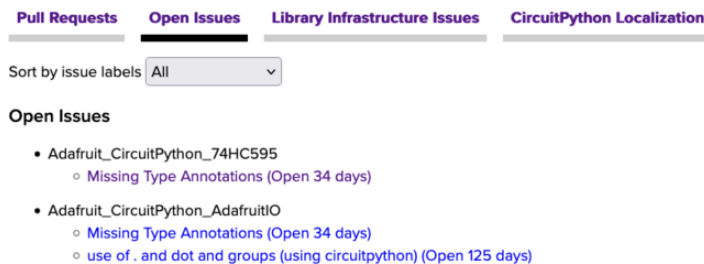 Pull Requests Open Issues Library Infrastructure Issues CircuitPython Localization
Sort by issue labels All
Open Issues
Adafruit_CircuitPython_74HC595
Missing Type Annotations (Open 34 days)
Adafruit_CircuitPython_AdafruitIO
Missing Type Annotations (Open 34 days)
use of . and dot and groups (using circuitpython) (Open 125 days)